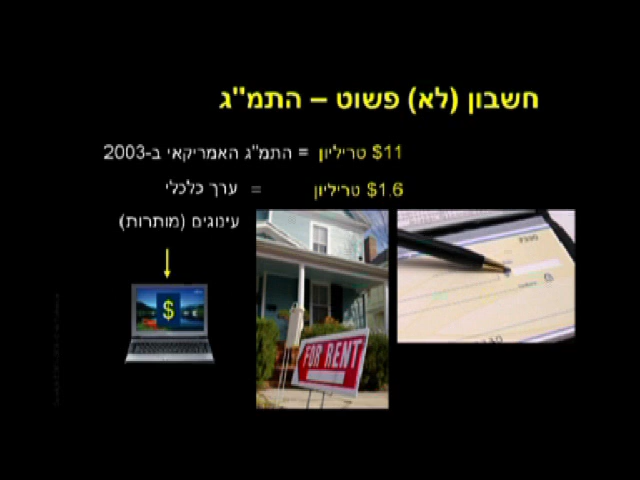 חשבון (לא) פשוט – התמ"ג
$11 טריליון = התמ"ג האמריקאי ב-2003
$1.6 טריליון = ערך כלכלי
עינוגים (מותרות)
$
FOR RENT